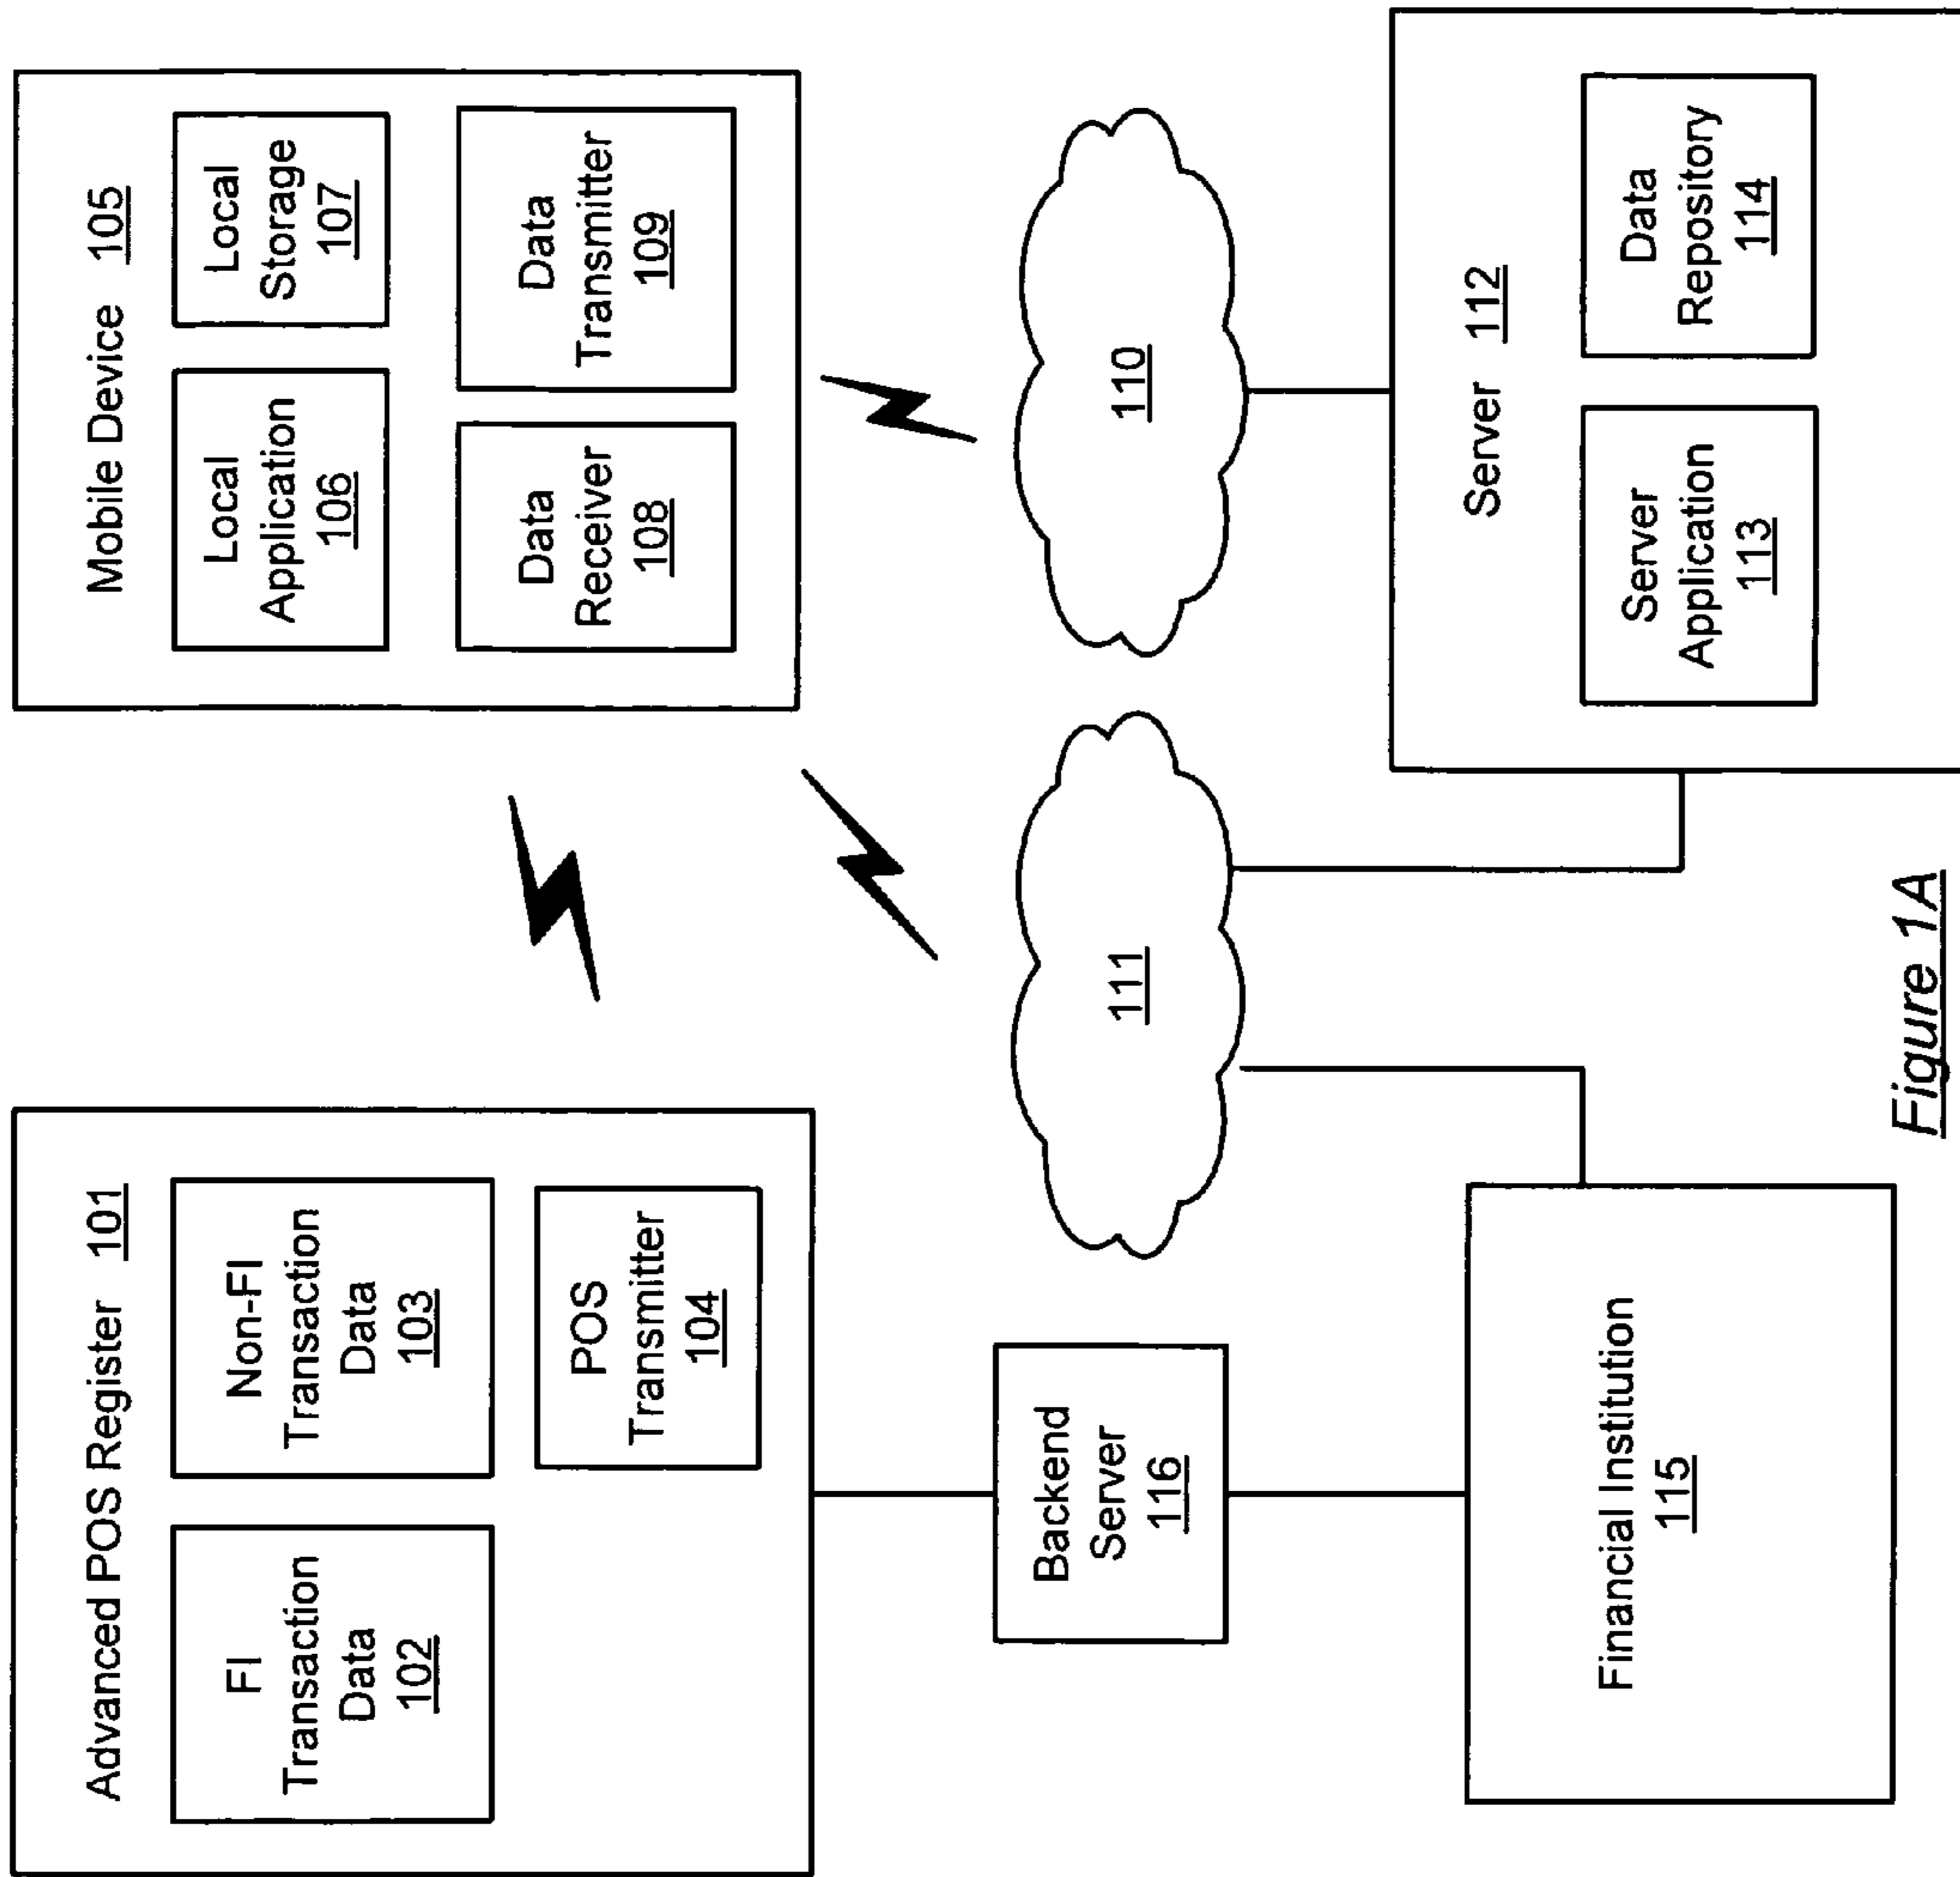 Advanced POS Register 101
FI
Transaction
Data
102
Non-FI
Transaction
Data
103
POS
Transmitter
104
Mobile Device 105
Local
Application
106
Local
Storage
107
Data
Receiver
108
Data
Transmitter
109
Backend
Server
116
111
110
Financial Institution
115
Server 112
Server
Application
113
Data
Repository
114
Figure 1A